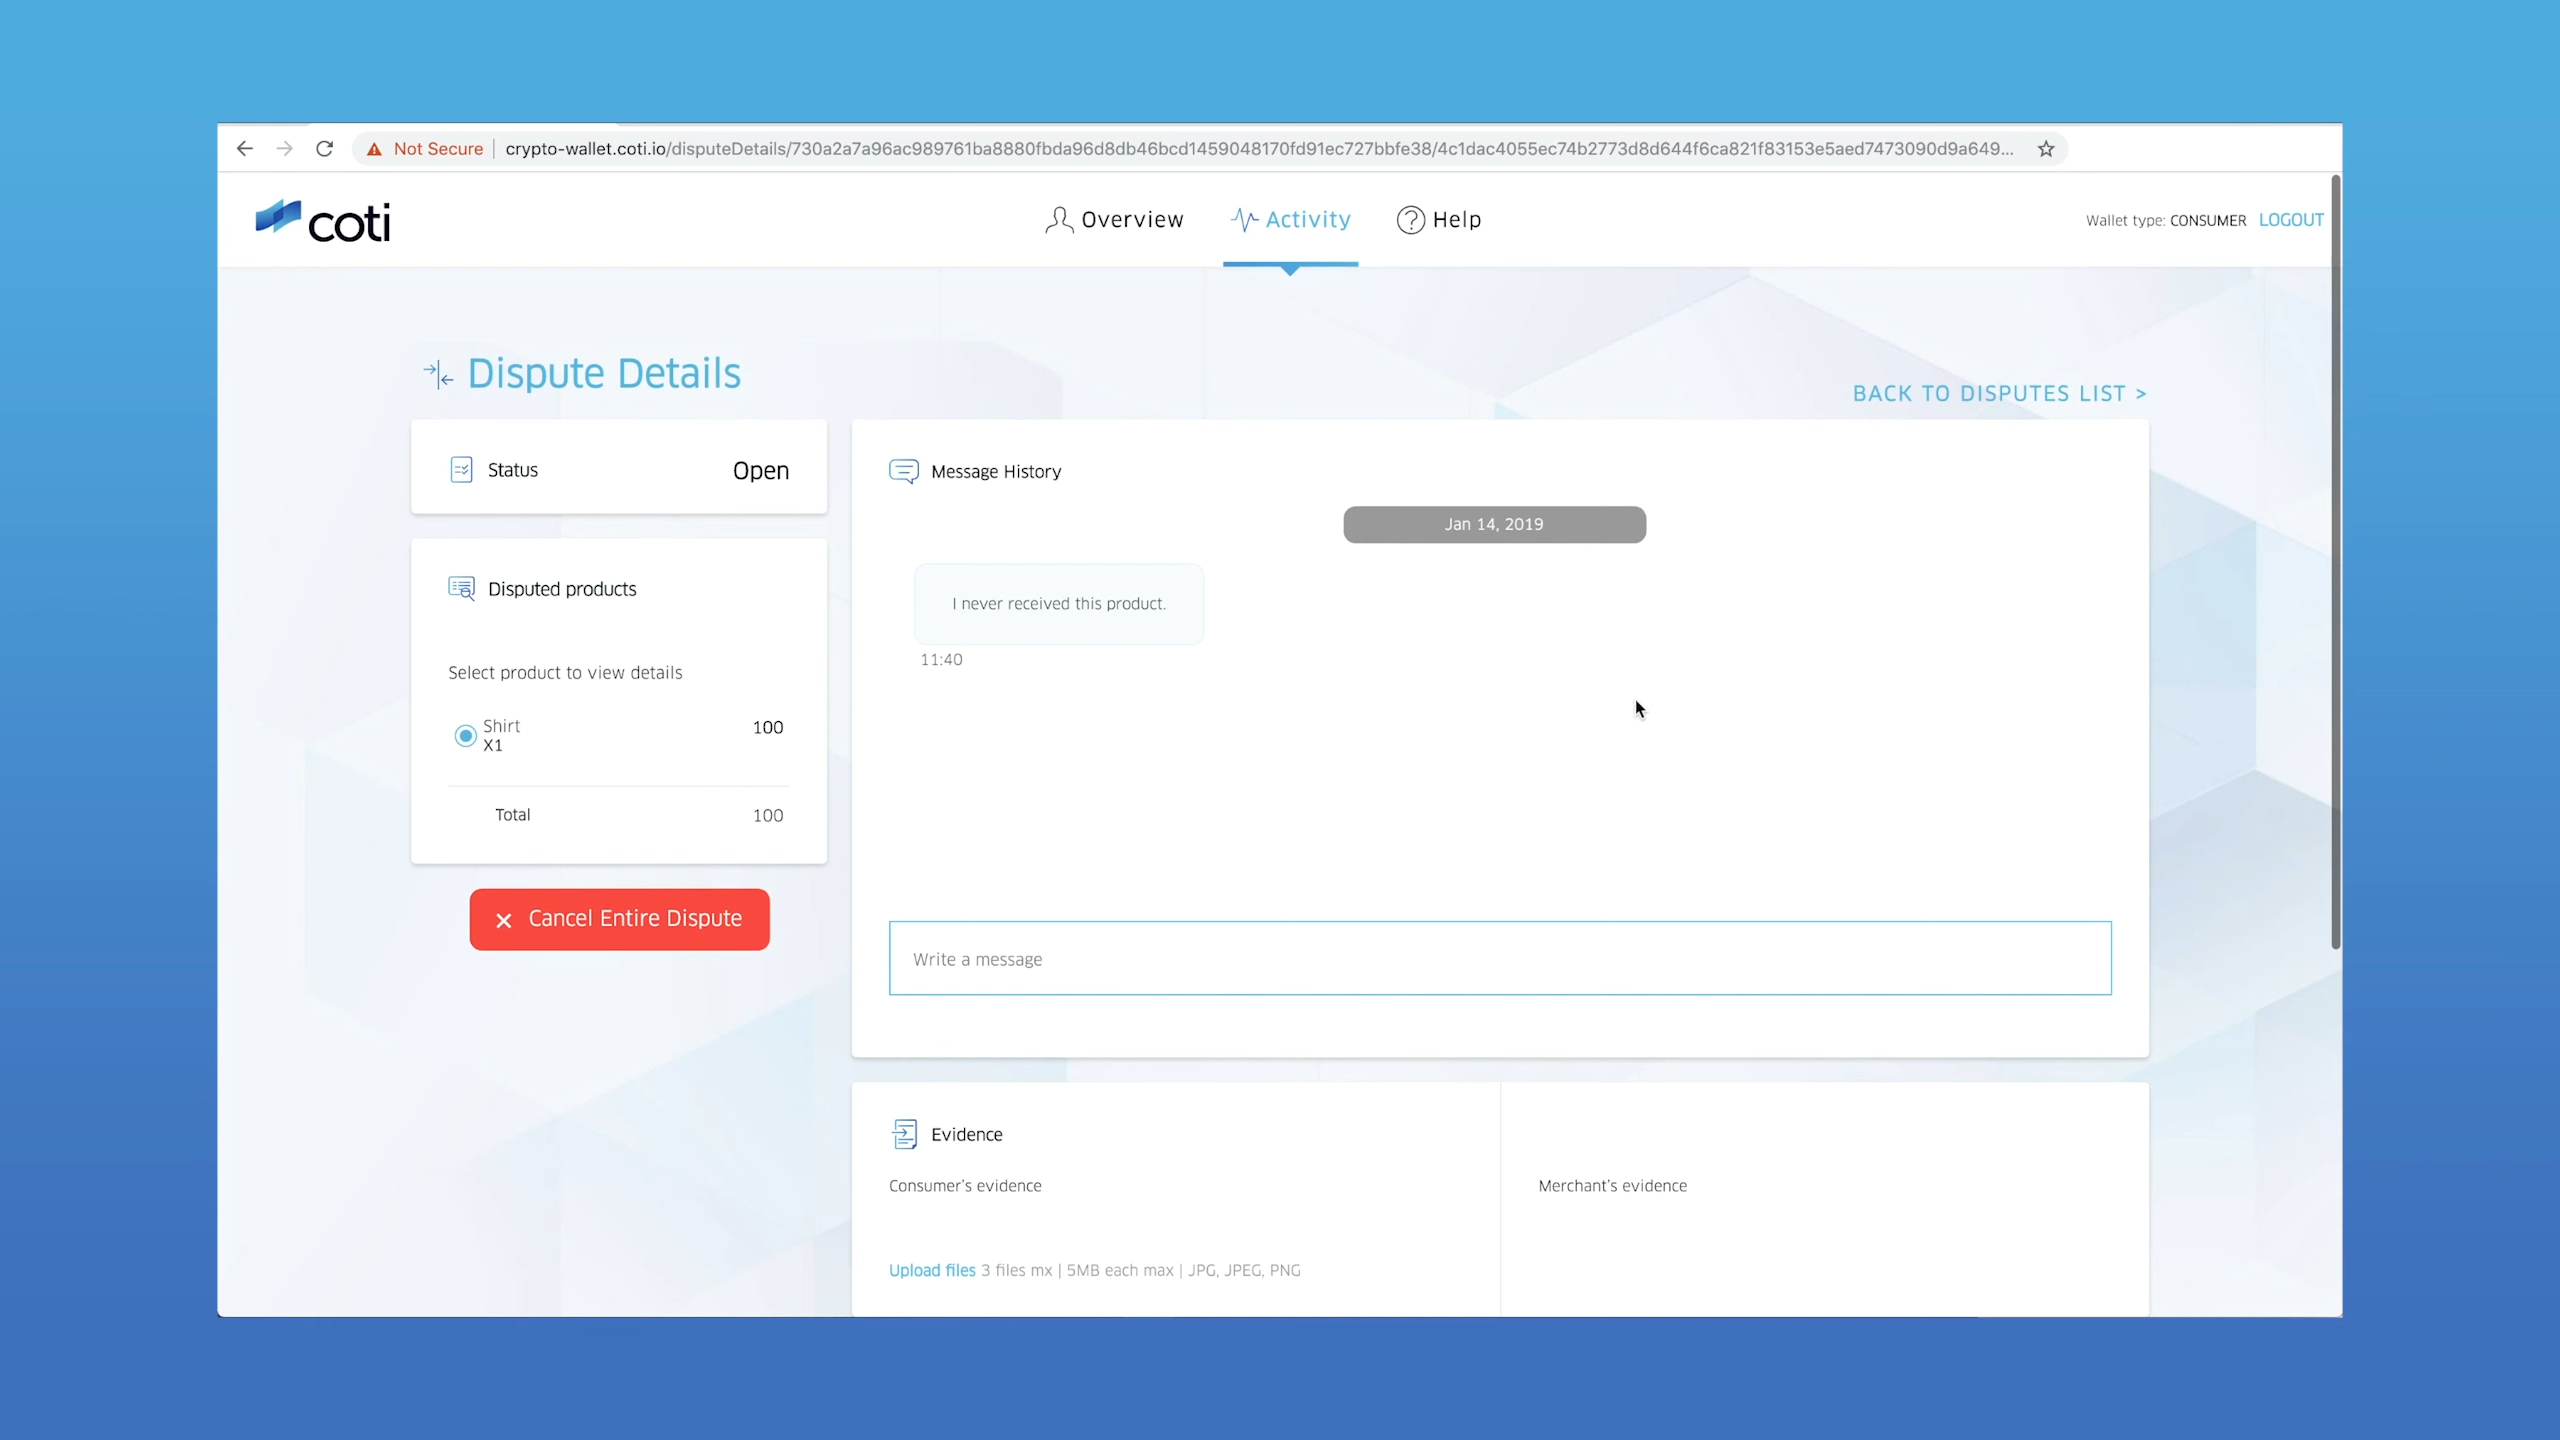 Not Secure | crypto-wallet.coti.io/disputeDetails/730a2a7a96ac989761ba8880fbda96d8db46bcd1459048170fd91ec727bbfe38/4c1dac4055ec74b2773d8d644f6ca821f83153e5aed7473090d9a649...
coti
Overview
Activity
Help
Wallet type: CONSUMER LOGOUT
Dispute Details
BACK TO DISPUTES LIST >
Status Open
Disputed products
Select product to view details
Shirt 100
X1
Total 100
Cancel Entire Dispute
Message History
Jan 14, 2019
I never received this product.
11:40
Write a message
Evidence
Consumer's evidence
Upload files 3 files mx | 5MB each max | JPG, JPEG, PNG
Merchant's evidence